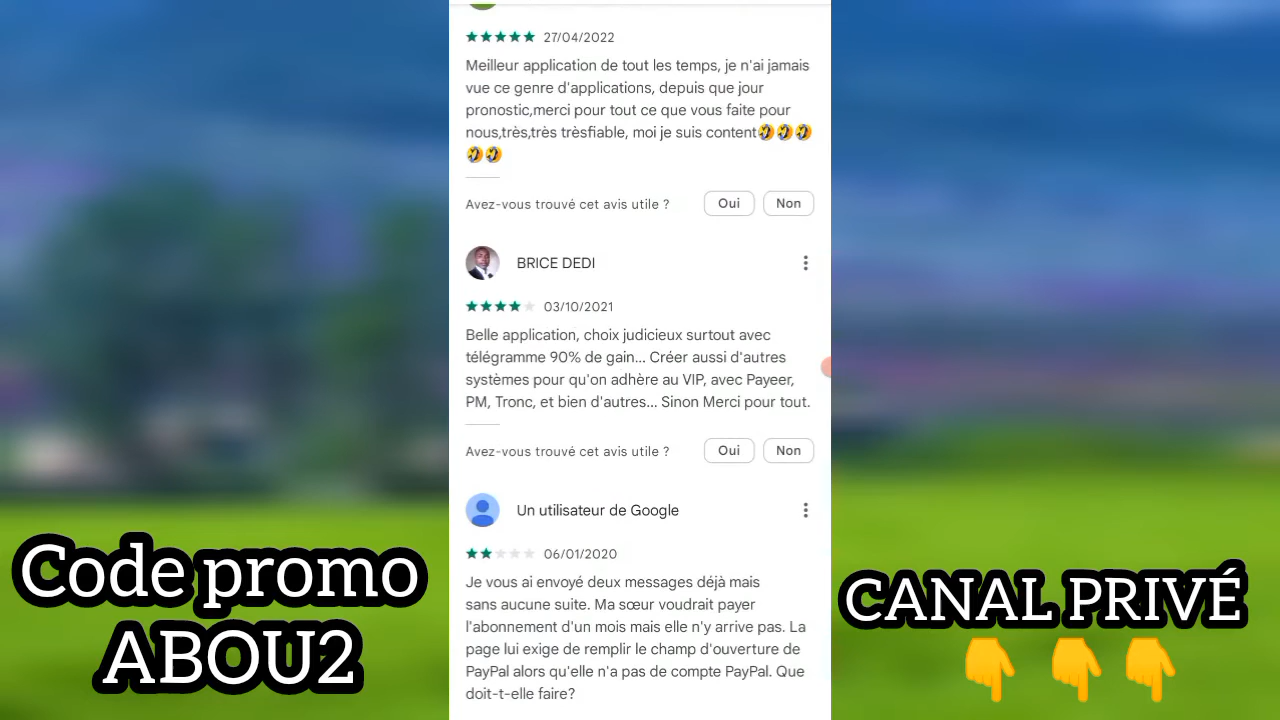 27/04/2022
Meilleur application de tout les temps, je n'ai jamais
vue ce genre d'applications, depuis que jour
pronostic,merci pour tout ce que vous faite pour
nous,très,très trèsfiable, moi je suis content🤣🤣🤣
🤣🤣
Avez-vous trouvé cet avis utile ?
Oui
Non
BRICE DEDI
03/10/2021
Belle application, choix judicieux surtout avec
télégramme 90% de gain... Créer aussi d'autres
systèmes pour qu'on adhère au VIP, avec Payeer,
PM, Tronc, et bien d'autres... Sinon Merci pour tout.
Avez-vous trouvé cet avis utile ?
Oui
Non
Un utilisateur de Google
06/01/2020
Je vous ai envoyé deux messages déjà mais
sans aucune suite. Ma sœur voudrait payer
l'abonnement d'un mois mais elle n'y arrive pas. La
page lui exige de remplir le champ d'ouverture de
PayPal alors qu'elle n'a pas de compte PayPal. Que
doit-t-elle faire?
Code promo
ABOU2
CANAL PRIVÉ
👇 👇 👇